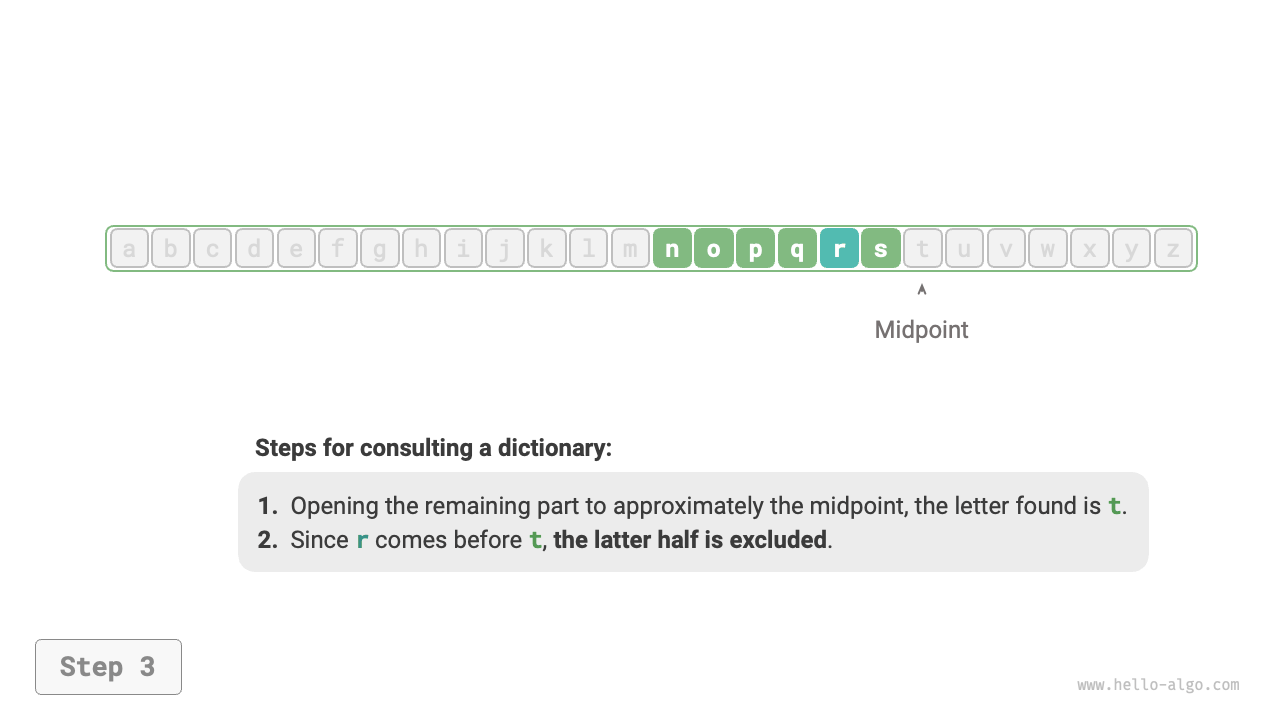 a b c d e f g h i j k l m n o p q r s t u v w x y z
Midpoint
Steps for consulting a dictionary:
1. Opening the remaining part to approximately the midpoint, the letter found is t.
2. Since r comes before t, the latter half is excluded.
Step 3
www.hello-algo.com